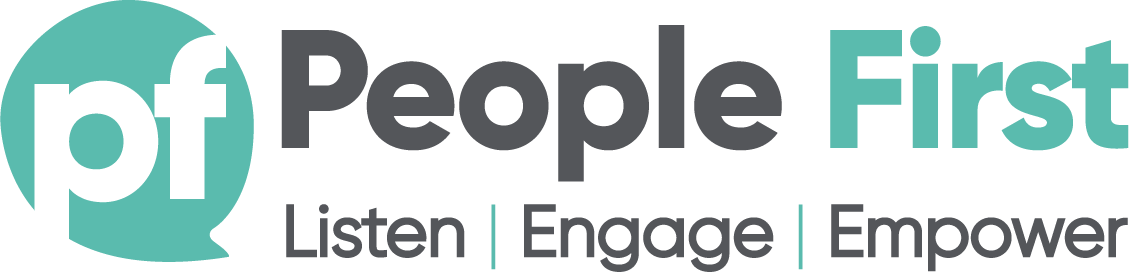 pf
People First
Listen | Engage | Empower